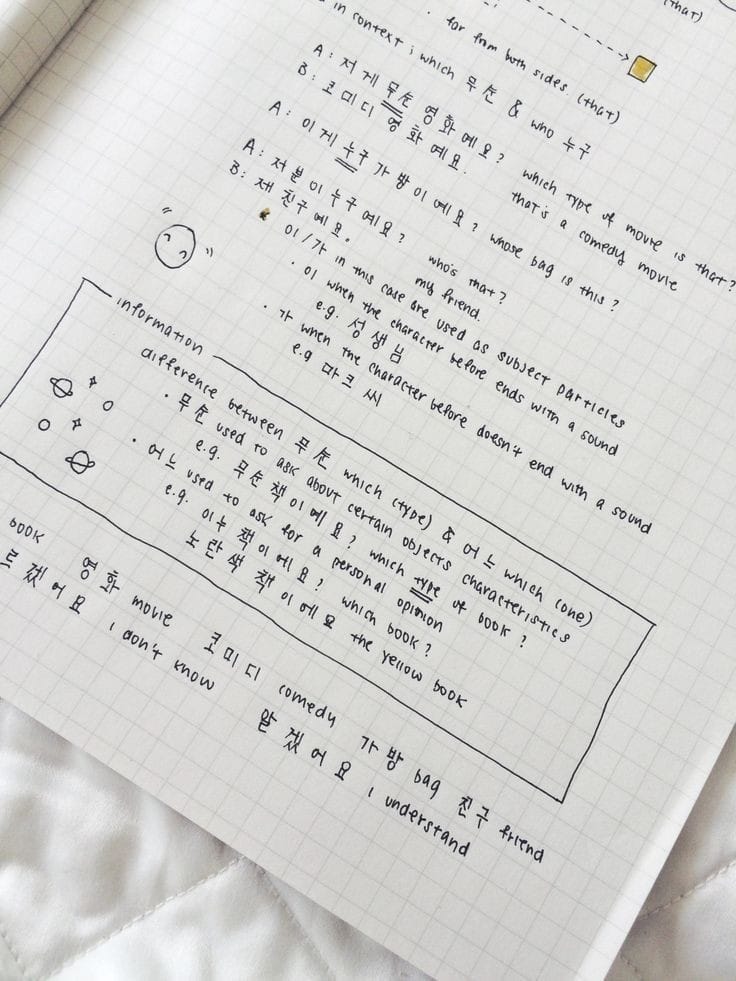 (that)
· far from both sides. (that)
in context ; which 무슨 & who 누구
A : 저게 무슨 영화예요? which type of movie is that?
B : 코미디 영화예요. that's a comedy movie
A : 이게 누구 가방이에요? whose bag is this?
A : 저분이 누구예요? who's that?
B : 재 친구예요. my friend.
이/가 in this case are used as subject particles
· 이 when the character before ends with a sound
e.g. 성생님
· 가 when the character before doesn't end with a sound
e.g 마크 씨
information
difference between 무슨 which (type) & 어느 which (one)
· 무슨 used to ask about certain objects characteristics
e.g. 무슨 책이에요? which type of book?
· 어느 used to ask for a personal opinion
e.g. 이누 책이에요? which book?
노란색 책이에요 the yellow book
book 영화 movie 코미디 comedy 가방 bag 친구 friend
르겠어요 i don't know 알겠어요 i understand